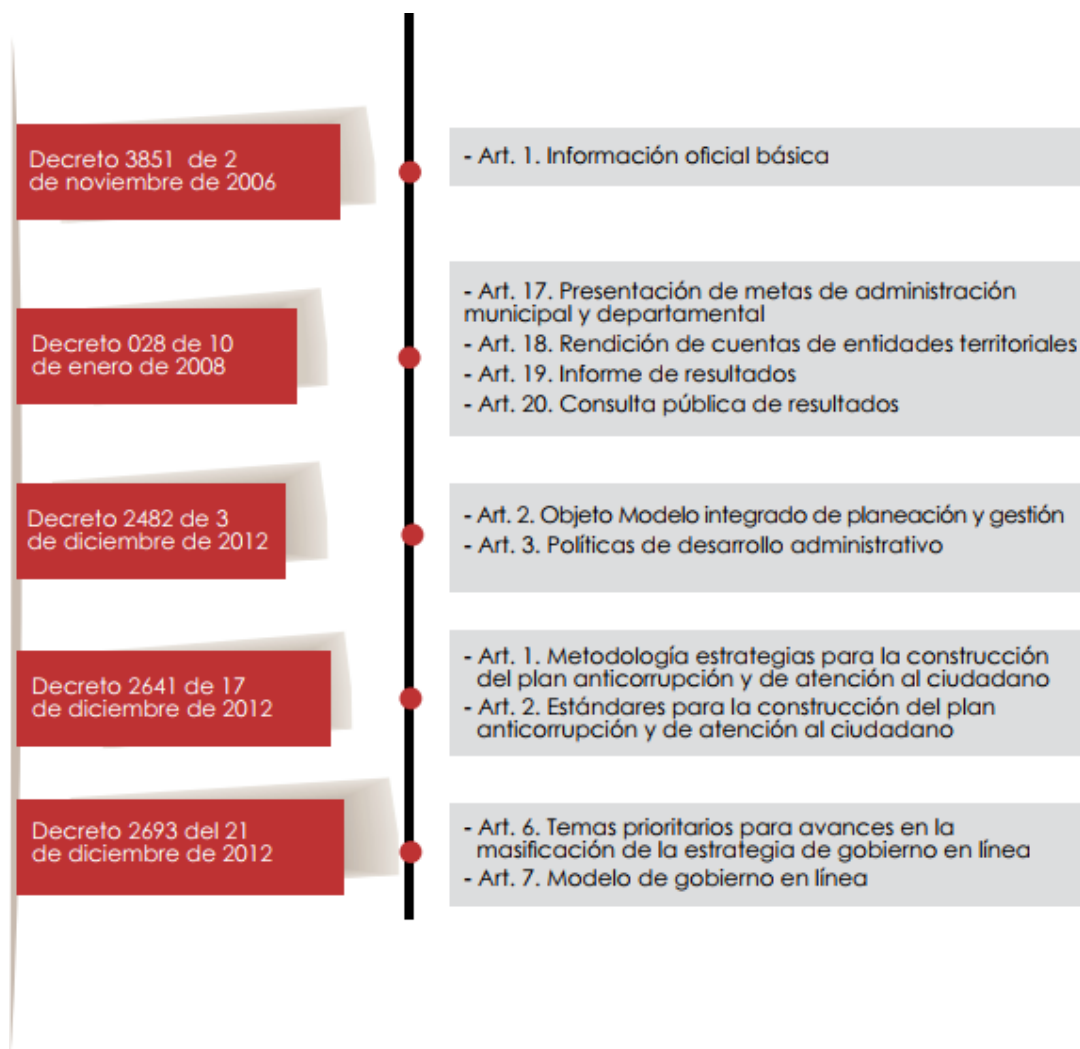 Decreto 3851 de 2
de noviembre de 2006
- Art. 1. Información oficial básica
Decreto 028 de 10
de enero de 2008
- Art. 17. Presentación de metas de administración
municipal y departamental
- Art. 18. Rendición de cuentas de entidades territoriales
- Art. 19. Informe de resultados
- Art. 20. Consulta pública de resultados
Decreto 2482 de 3
de diciembre de 2012
- Art. 2. Objeto Modelo integrado de planeación y gestión
- Art. 3. Políticas de desarrollo administrativo
Decreto 2641 de 17
de diciembre de 2012
- Art. 1. Metodología estrategias para la construcción
del plan anticorrupción y de atención al ciudadano
- Art. 2. Estándares para la construcción del plan
anticorrupción y de atención al ciudadano
Decreto 2693 del 21
de diciembre de 2012
- Art. 6. Temas prioritarios para avances en la
masificación de la estrategia de gobierno en línea
- Art. 7. Modelo de gobierno en línea